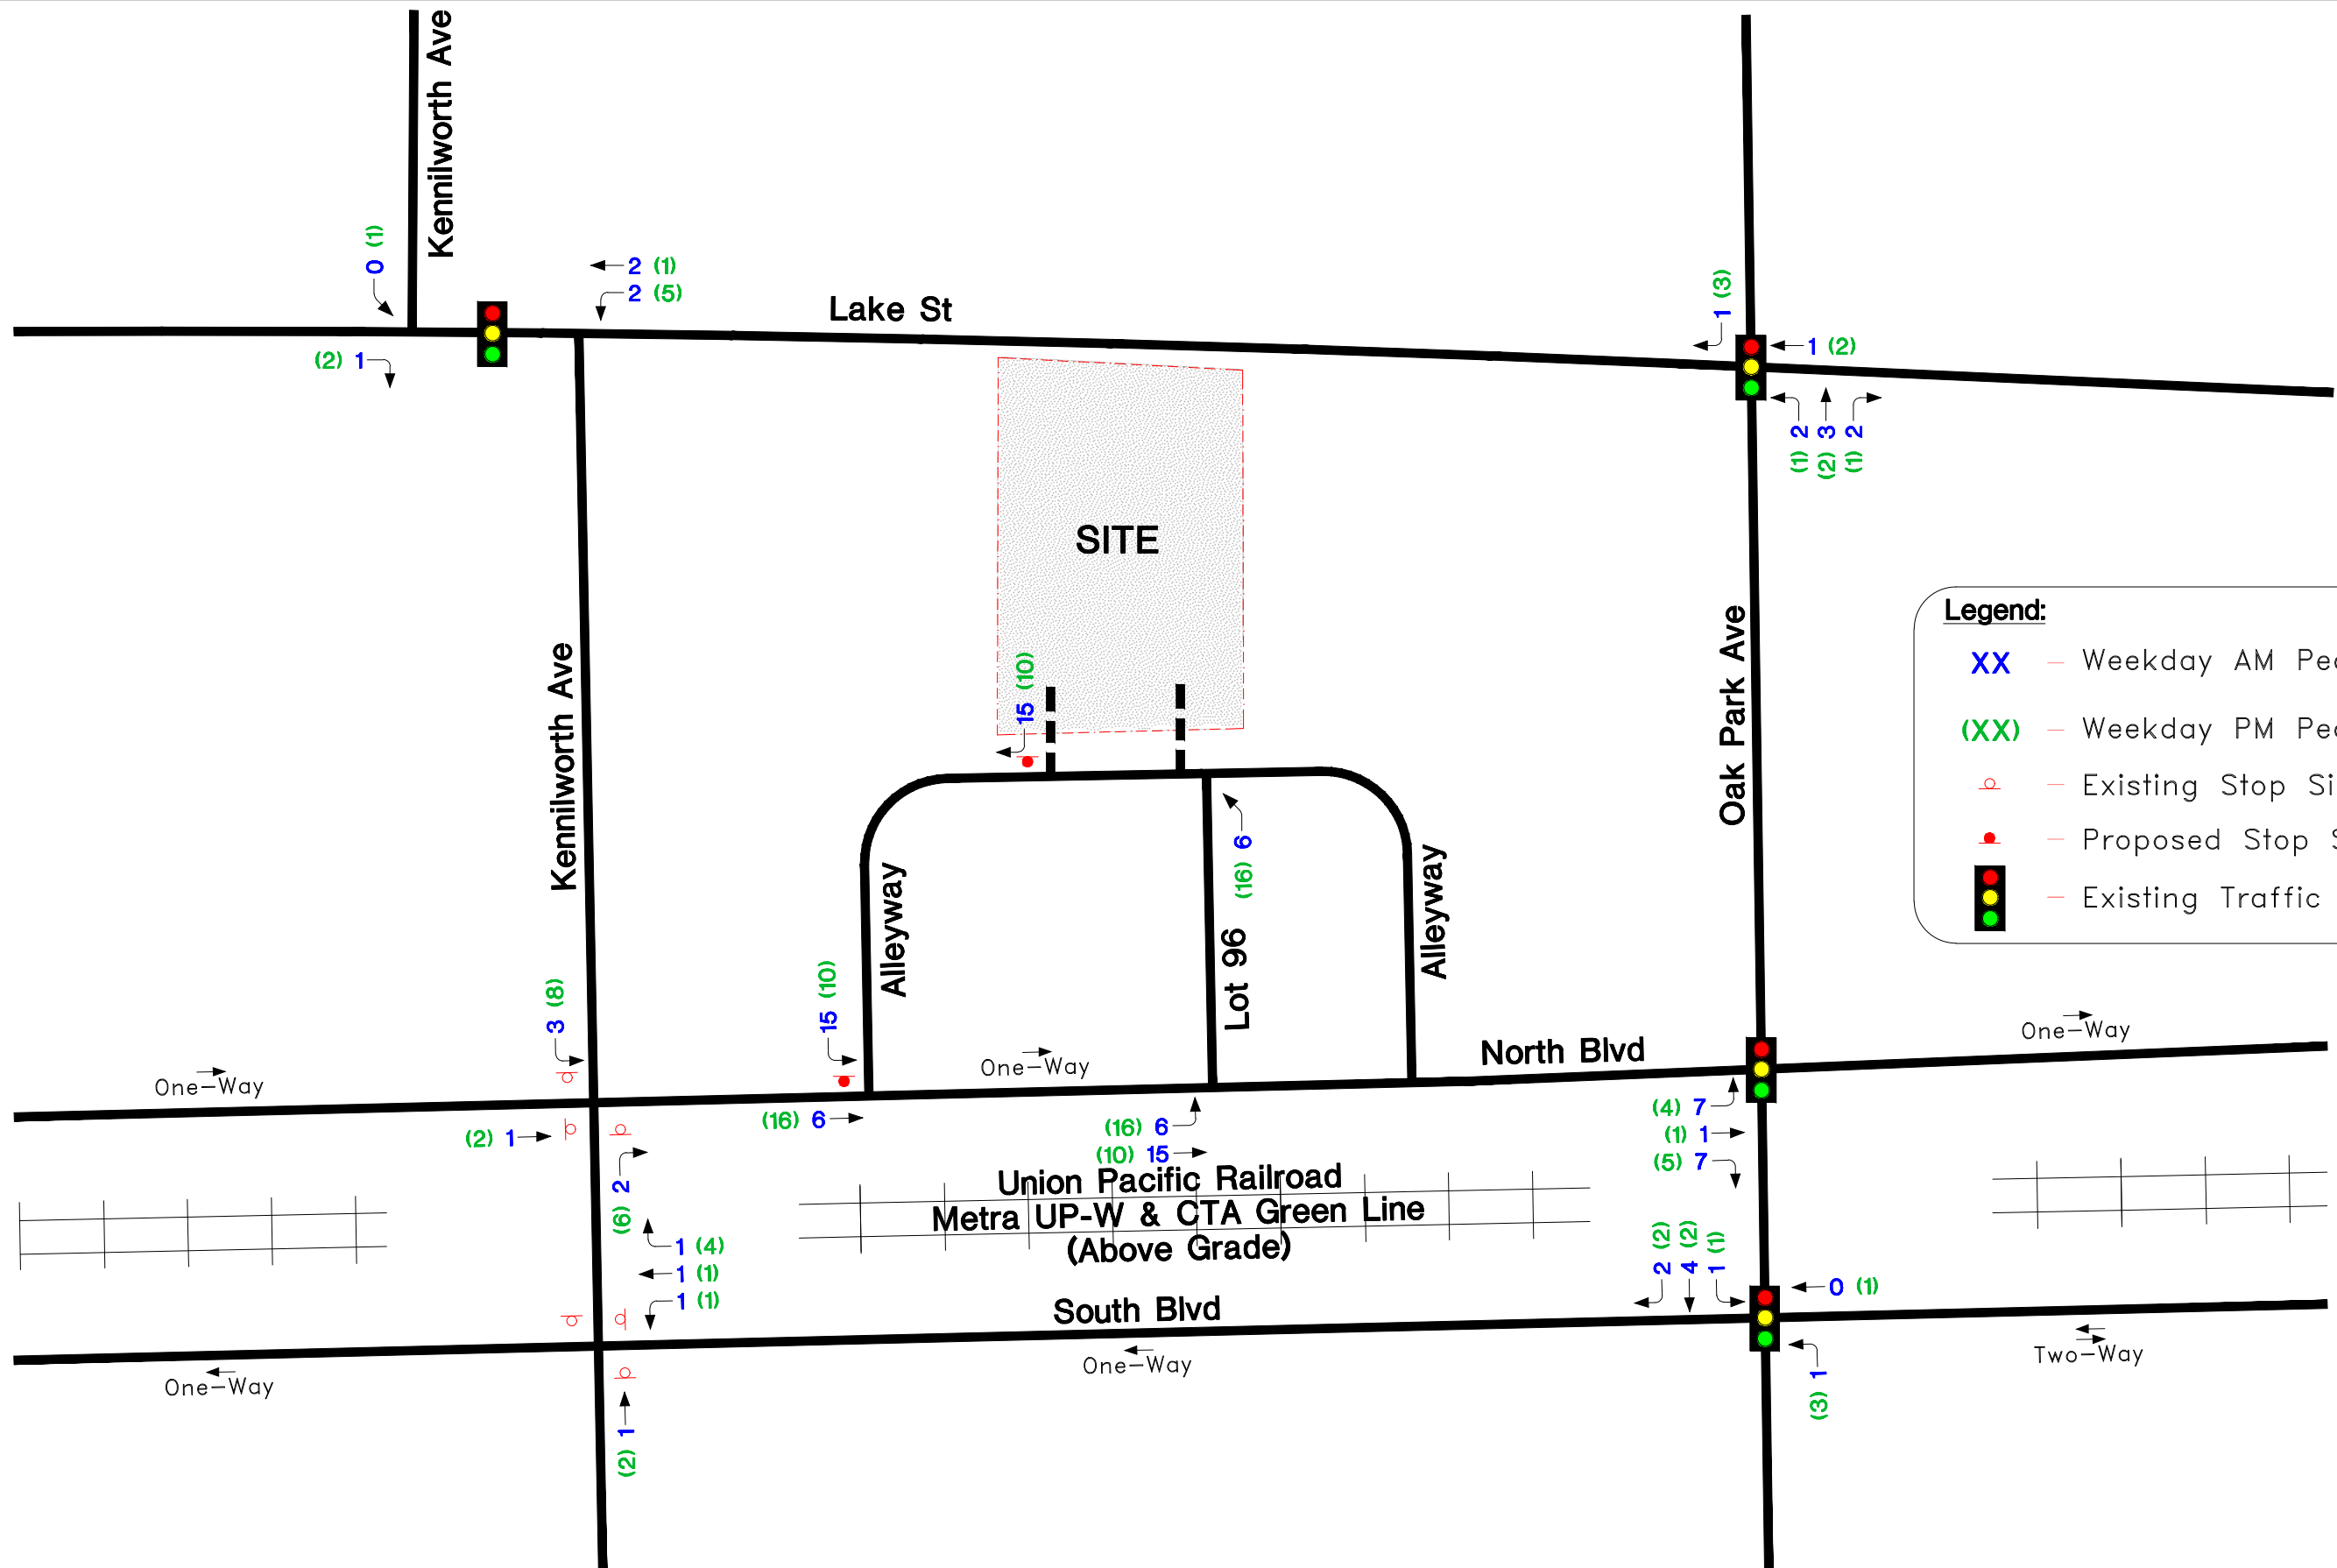 Kennilworth Ave
0 (1)
2 (1)
2 (5)
Lake St
(2) 1
1 (3)
1 (2)
(1) 2
(2) 3
(1) 2
SITE
Kennilworth Ave
Oak Park Ave
15 (10)
Legend:
XX – Weekday AM Pea
(XX) – Weekday PM Pea
– Existing Stop Si
– Proposed Stop S
– Existing Traffic
(16) 6
Alleyway
Lot 96
Alleyway
3 (8)
15 (10)
One-Way
One-Way
North Blvd
One-Way
(2) 1
(16) 6
(16) 6
(10) 15
(4) 7
(1) 1
(5) 7
(6) 2
Union Pacific Railroad
Metra UP-W & CTA Green Line
(Above Grade)
1 (4)
1 (1)
1 (1)
2 (2)
4 (2)
1 (1)
0 (1)
South Blvd
One-Way
One-Way
Two-Way
(3) 1
(2) 1